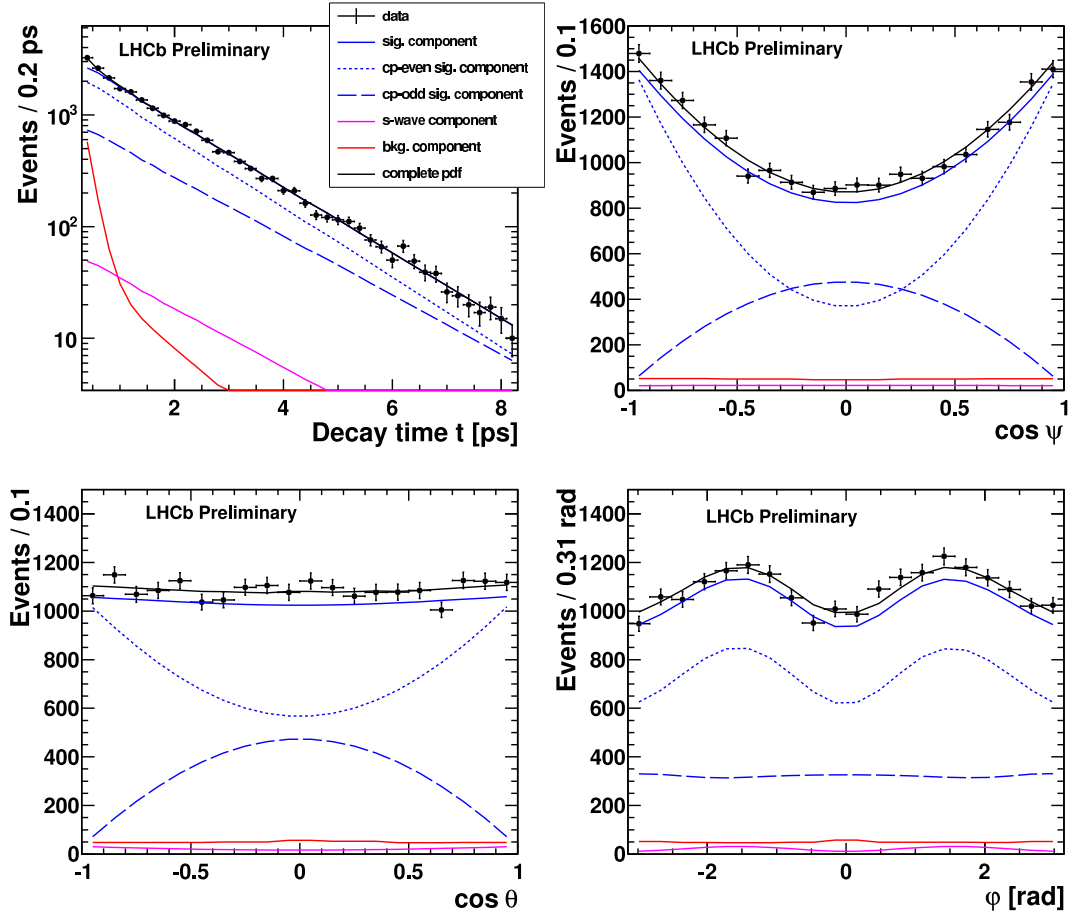 LHCb Preliminary
data
sig. component
cp-even sig. component
cp-odd sig. component
s-wave component
bkg. component
complete pdf
Events / 0.2 ps
10³
10²
10
2 4 6 8
Decay time t [ps]
LHCb Preliminary
Events / 0.1
1600
1400
1200
1000
800
600
400
200
0
-1 -0.5 0 0.5 1
cos ψ
LHCb Preliminary
Events / 0.1
1400
1200
1000
800
600
400
200
0
-1 -0.5 0 0.5 1
cos θ
LHCb Preliminary
Events / 0.31 rad
1400
1200
1000
800
600
400
200
0
-2 0 2
φ [rad]